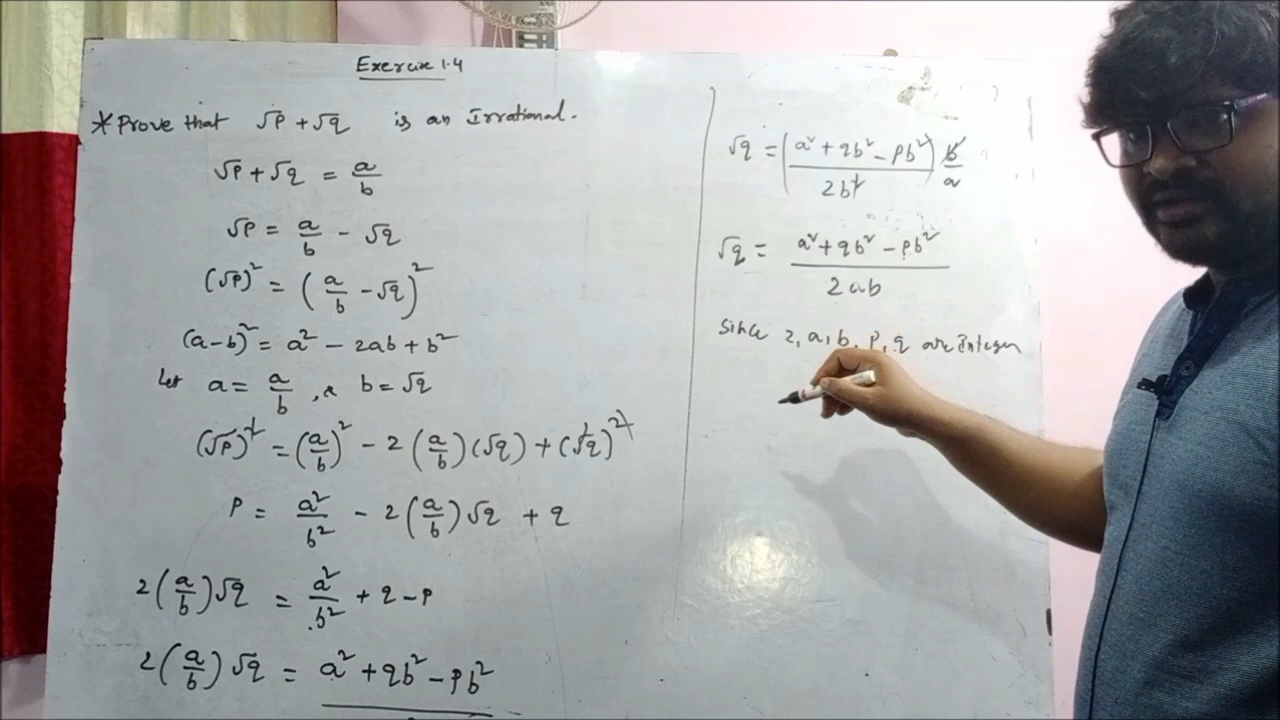 Exercise 1.4
*Prove that √p + √q is an Irrational.
√p + √q = a/b
√p = a/b - √q
(√p)² = (a/b - √q)²
(a-b)² = a² - 2ab + b²
Let a = a/b , & b = √q
(√p)² = (a/b)² - 2(a/b)(√q) + (√q)²
p = a²/b² - 2(a/b)√q + q
2(a/b)√q = a²/b² + q - p
2(a/b)√q = a² + qb² - pb²
√q = (a² + qb² - pb²/2b²) b/a
√q = a² + qb² - pb²/2ab
Since 2, a, b, p, q are Integer